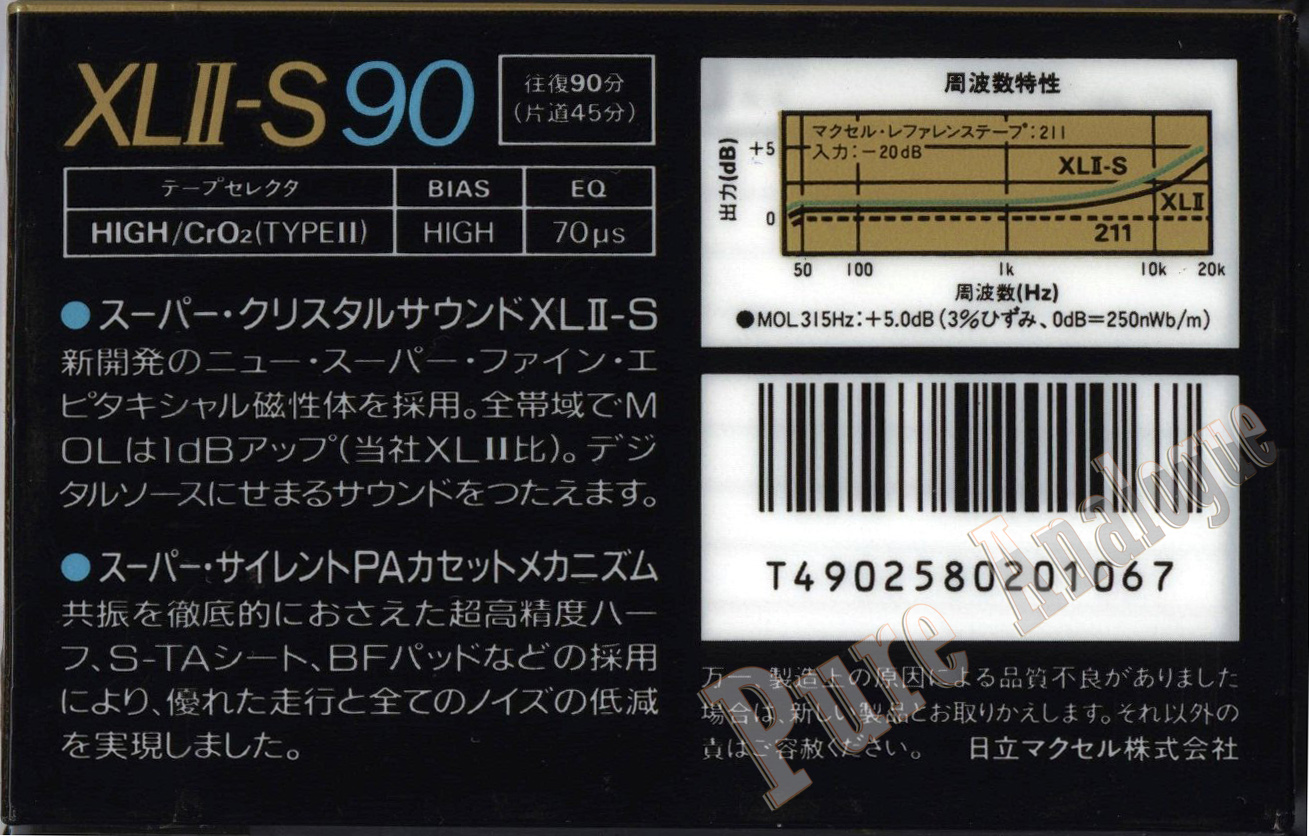 XLⅡ-S 90
往復90分
(片道45分)
テープセレクタ BIAS EQ
HIGH/CrO₂(TYPEⅡ) HIGH 70μs
●スーパー・クリスタルサウンドXLⅡ-S
新開発のニュー・スーパー・ファイン・エ
ピタキシャル磁性体を採用。全帯域でM
OLは1dBアップ(当社XLⅡ比)。デジ
タルソースにせまるサウンドをつたえます。
●スーパー・サイレントPAカセットメカニズム
共振を徹底的におさえた超高精度ハー
フ、S-TAシート、BFパッドなどの採用
により、優れた走行と全てのノイズの低減
を実現しました。
周波数特性
マクセル・レファレンステープ:211
入力:-20dB
出力(dB)
+5
0
XLⅡ-S
XLⅡ
211
50 100 1k 10k 20k
周波数(Hz)
●MOL315Hz:+5.0dB(3%ひずみ、0dB=250nWb/m)
T4902580201067
万一製造上の原因による品質不良がありました
場合は、新しい製品とお取りかえします。それ以外の
責はご容赦ください。 日立マクセル株式会社
Pure Analogue